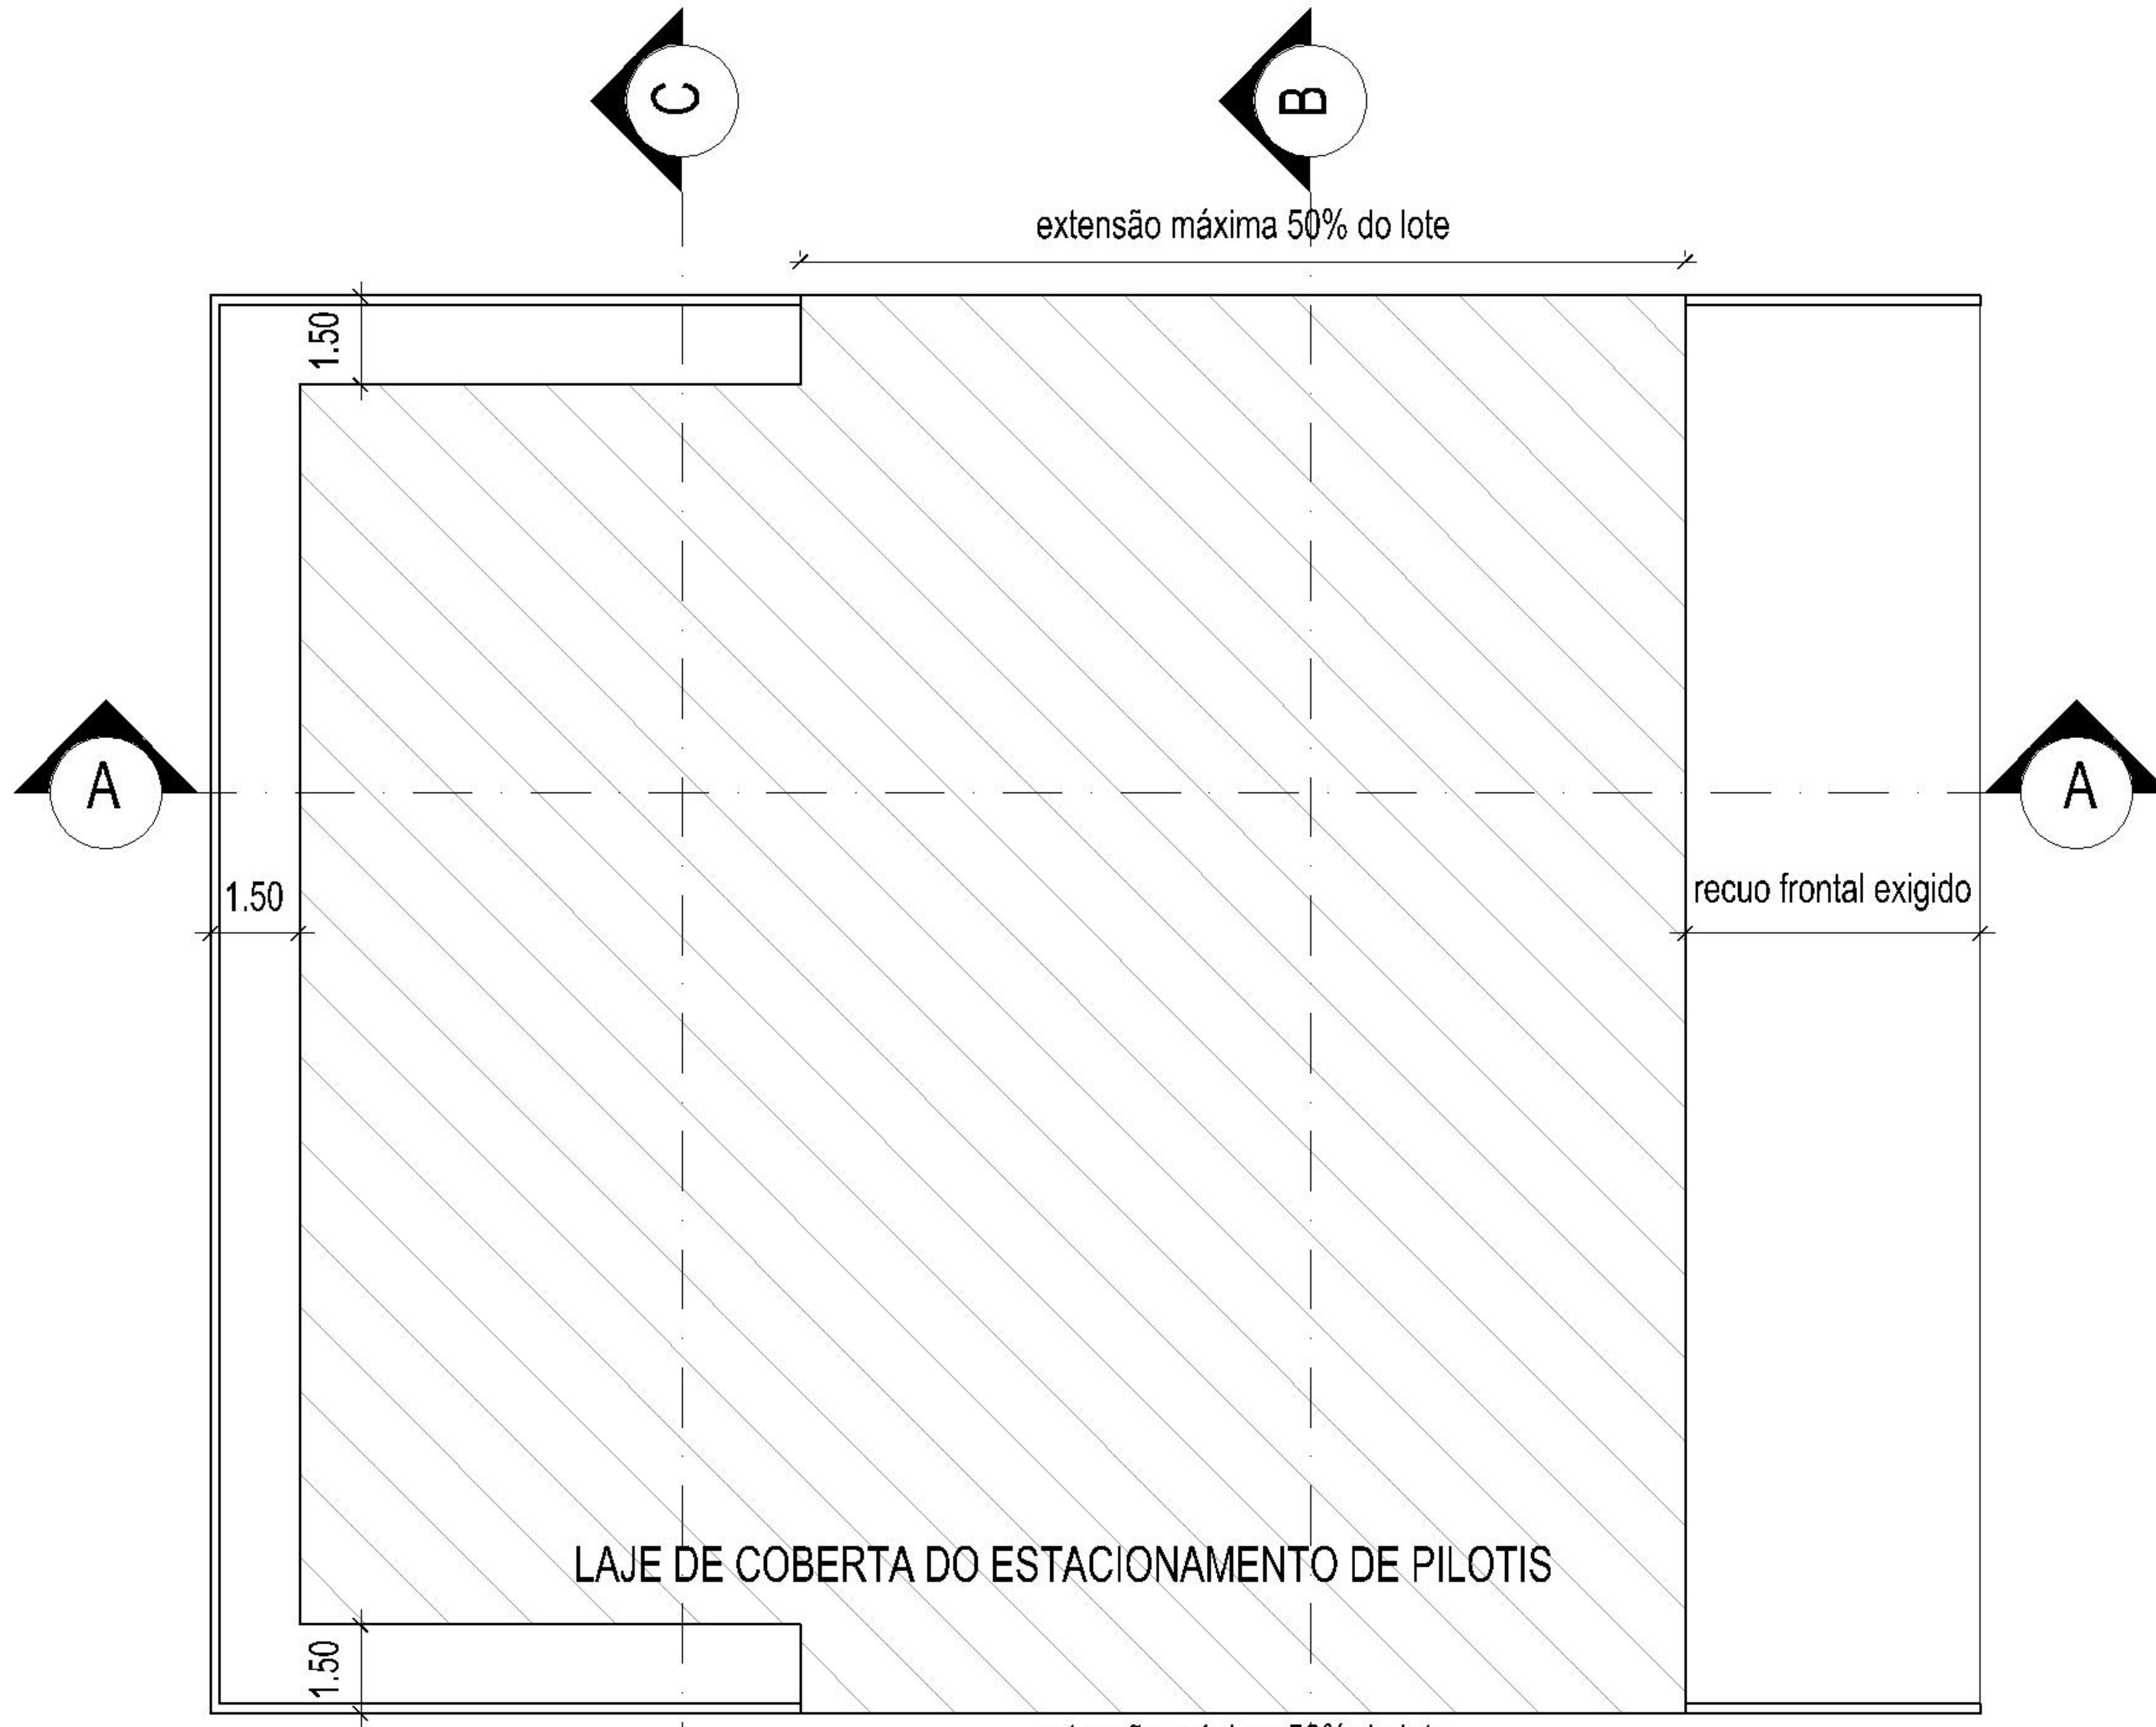 C
B
extensão máxima 50% do lote
1.50
A
A
1.50
recuo frontal exigido
LAJE DE COBERTA DO ESTACIONAMENTO DE PILOTIS
1.50